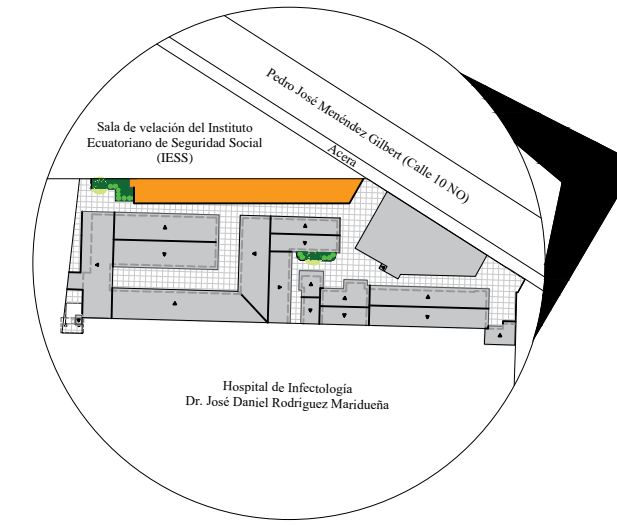 Pedro José Menéndez Gilbert (Calle 10 NO)
Acera
Sala de velación del Instituto
Ecuatoriano de Seguridad Social
(IESS)
Hospital de Infectología
Dr. José Daniel Rodríguez Maridueña